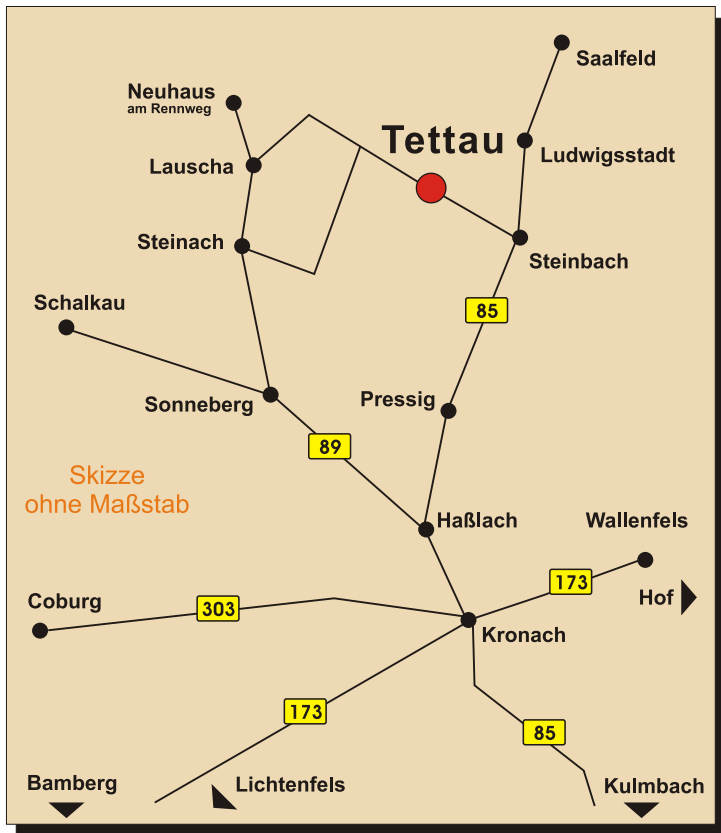 Saalfeld
Neuhaus
am Rennweg
Tettau
Ludwigsstadt
Lauscha
Steinach
Steinbach
Schalkau
85
Pressig
Sonneberg
89
Skizze
ohne Maßstab
Haßlach
Wallenfels
173
Hof
Coburg
303
Kronach
173
85
Bamberg
Lichtenfels
Kulmbach